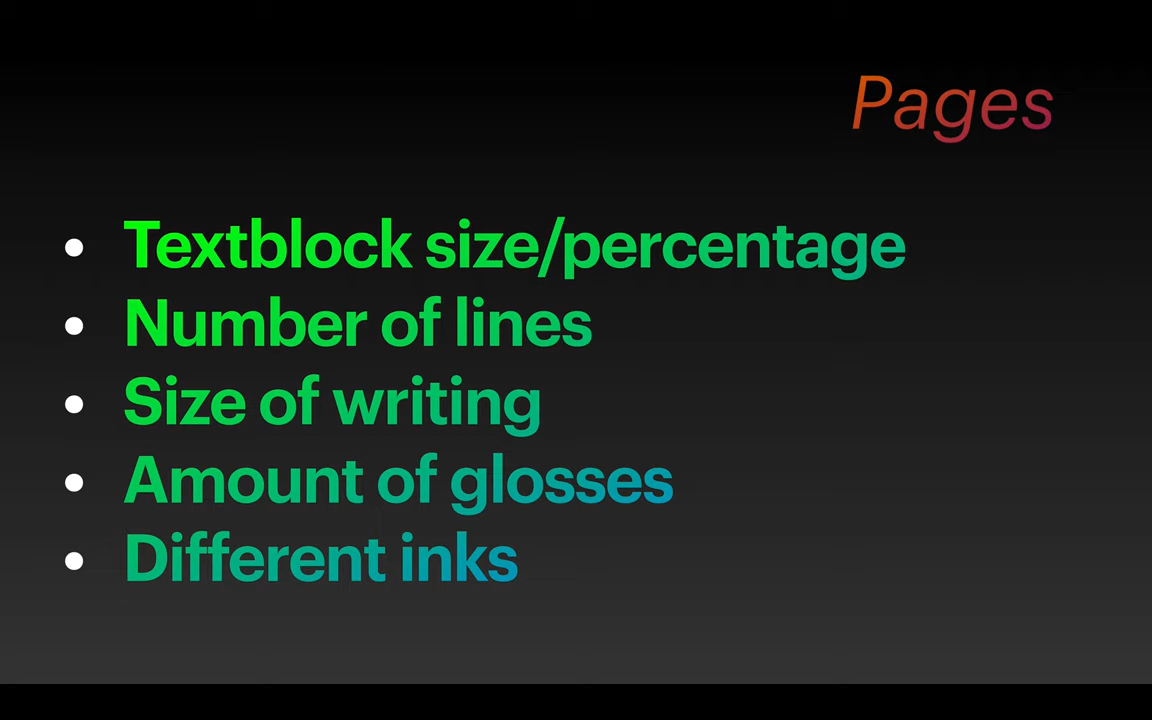 Pages
• Textblock size/percentage
• Number of lines
• Size of writing
• Amount of glosses
• Different inks